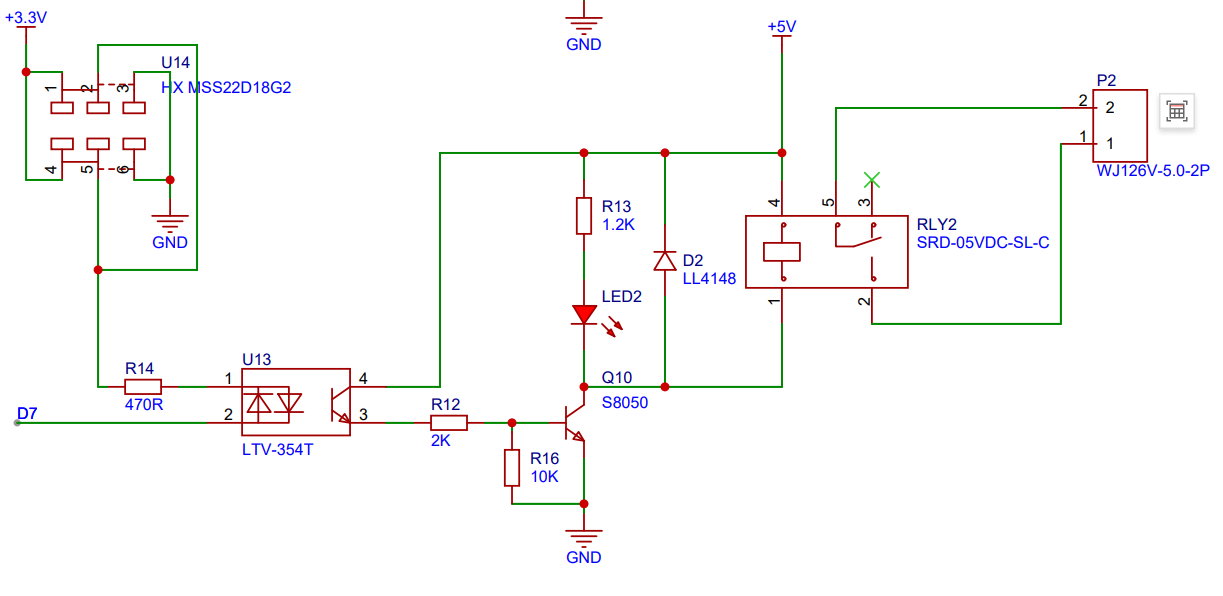 +3.3V
GND
+5V
U14
HX MSS22D18G2
1
2
3
4
5
6
GND
P2
2
2
1
1
WJ126V-5.0-2P
R13
1.2K
D2
LL4148
4
5
3
RLY2
SRD-05VDC-SL-C
1
2
LED2
R14
470R
U13
1
4
2
3
LTV-354T
D7
R12
2K
Q10
S8050
R16
10K
GND